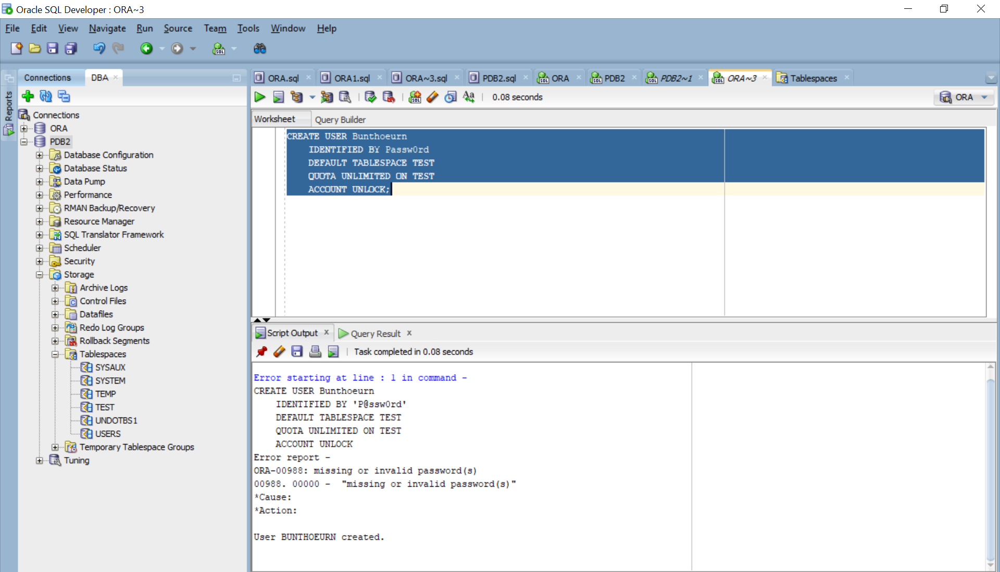 Oracle SQL Developer : ORA~3
File Edit View Navigate Run Source Team Tools Window Help
Connections DBA
ORA.sql ORA1.sql ORA~3.sql PDB2.sql ORA PDB2 PDB2~1 ORA~3 Tablespaces
Reports
0.08 seconds
ORA
Worksheet Query Builder
Connections
ORA
PDB2
Database Configuration
Database Status
Data Pump
Performance
RMAN Backup/Recovery
Resource Manager
SQL Translator Framework
Scheduler
Security
Storage
Archive Logs
Control Files
Datafiles
Redo Log Groups
Rollback Segments
Tablespaces
SYSAUX
SYSTEM
TEMP
TEST
UNDOTBS1
USERS
Temporary Tablespace Groups
Tuning
CREATE USER Bunthoeurn
IDENTIFIED BY Passw0rd
DEFAULT TABLESPACE TEST
QUOTA UNLIMITED ON TEST
ACCOUNT UNLOCK;
Script Output Query Result
Task completed in 0.08 seconds
Error starting at line : 1 in command -
CREATE USER Bunthoeurn
IDENTIFIED BY 'P@ssw0rd'
DEFAULT TABLESPACE TEST
QUOTA UNLIMITED ON TEST
ACCOUNT UNLOCK
Error report -
ORA-00988: missing or invalid password(s)
00988. 00000 - "missing or invalid password(s)"
*Cause:
*Action:
User BUNTHOEURN created.